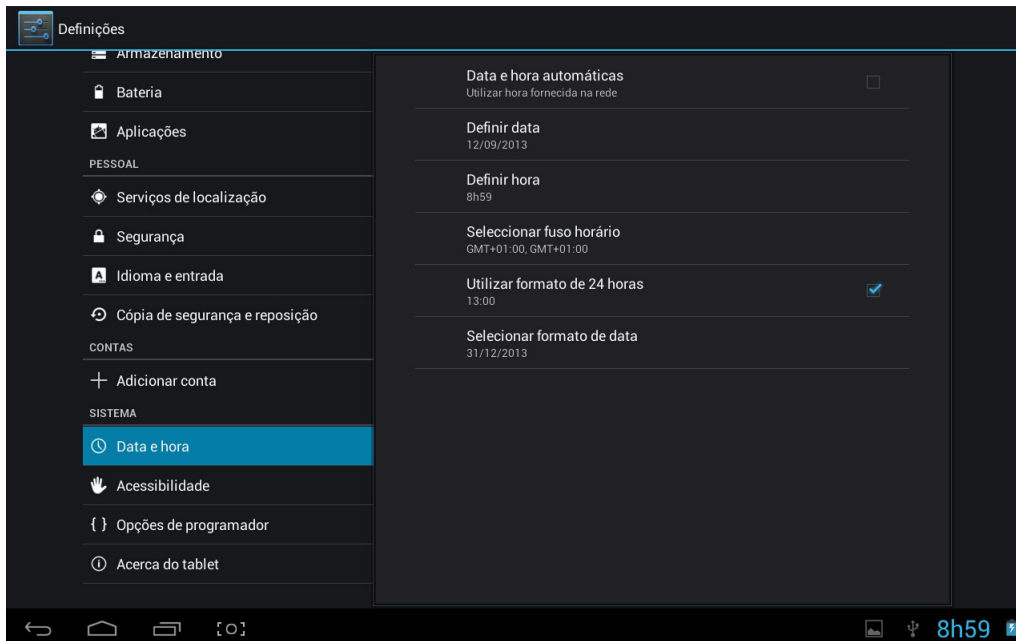 Definições
Armazenamento
Bateria
Aplicações
PESSOAL
Serviços de localização
Segurança
Idioma e entrada
Cópia de segurança e reposição
CONTAS
Adicionar conta
SISTEMA
Data e hora
Acessibilidade
{ } Opções de programador
Acerca do tablet
Data e hora automáticas
Utilizar hora fornecida na rede
Definir data
12/09/2013
Definir hora
8h59
Seleccionar fuso horário
GMT+01:00, GMT+01:00
Utilizar formato de 24 horas
13:00
Selecionar formato de data
31/12/2013
8h59